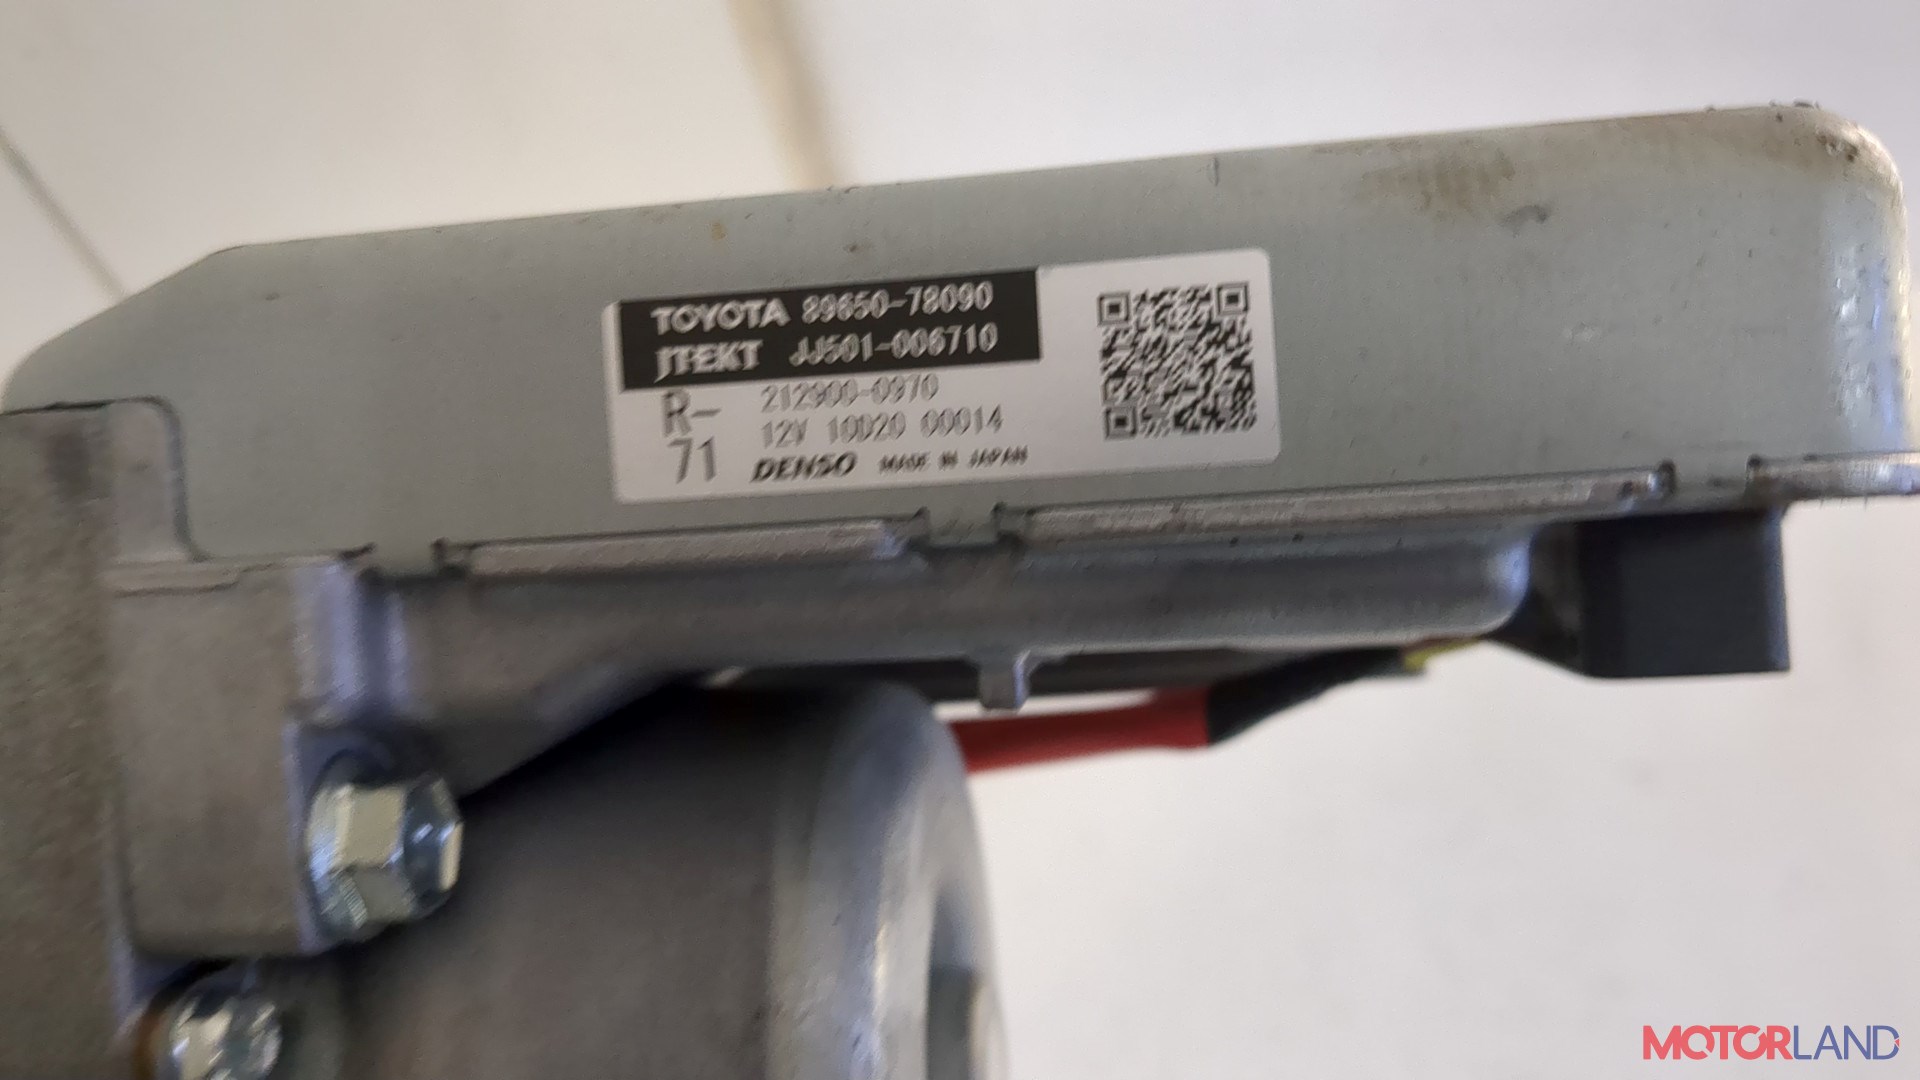 TOYOTA 89650-78090
JTEKT JJ501-006710
R-71
212900-0970
12V 10D20 00014
DENSO MADE IN JAPAN
MOTORLAND